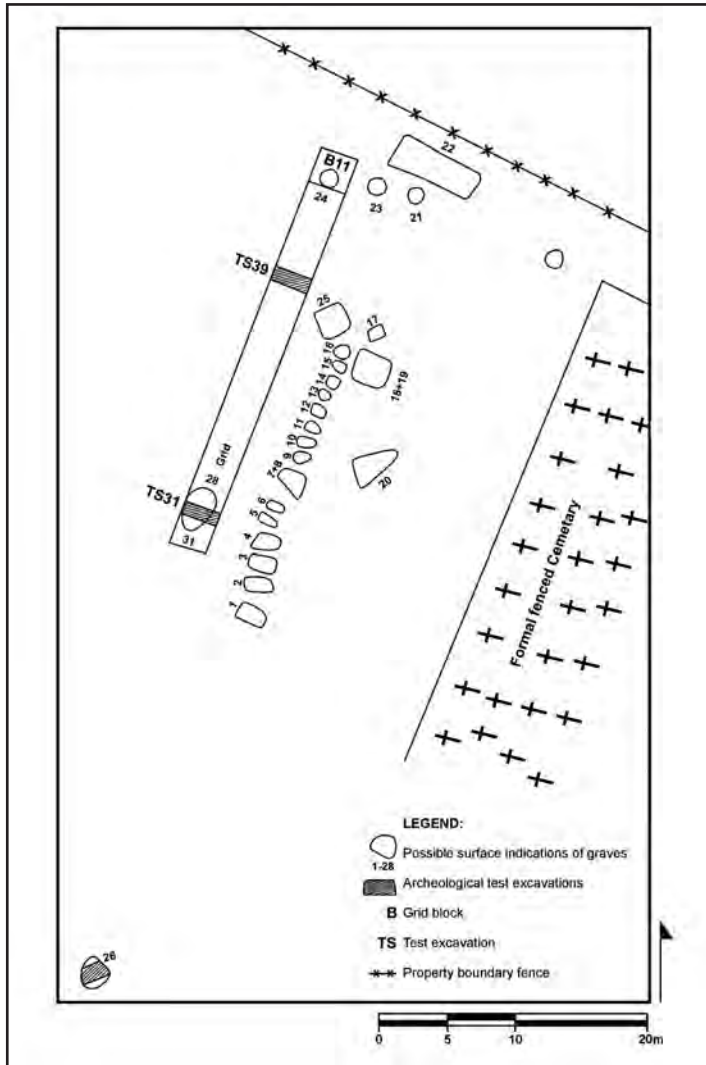 22
B11
24
23
21
TS39
25
17
16
15
18+19
14
13
12
11
10
9
7+8
20
Grid
28
TS31
6
5
31
4
3
2
1
Formal fenced Cemetary
LEGEND:
Possible surface indications of graves
1-28
Archeological test excavations
B Grid block
TS Test excavation
Property boundary fence
26
0 5 10 20m